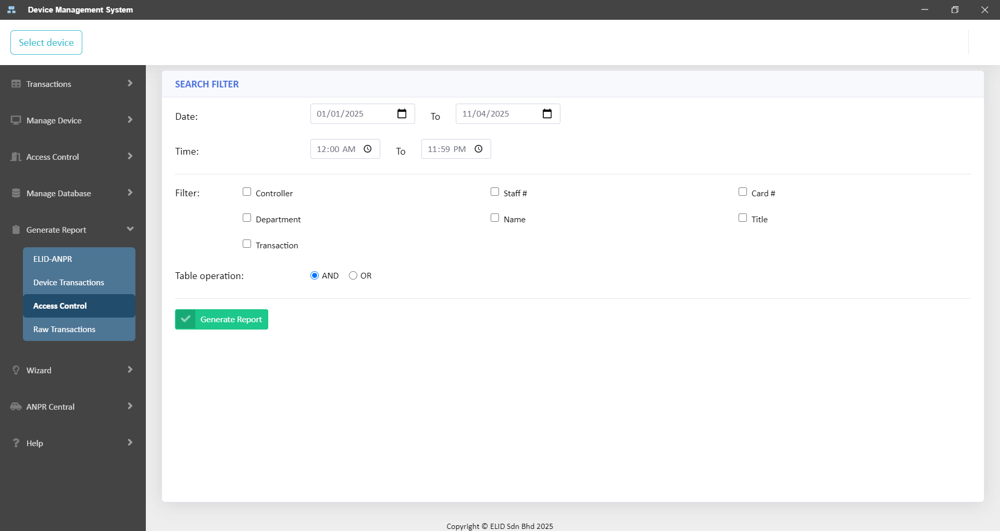 Device Management System
Select device
Transactions
Manage Device
Access Control
Manage Database
Generate Report
ELID-ANPR
Device Transactions
Access Control
Raw Transactions
Wizard
ANPR Central
Help
SEARCH FILTER
Date: 01/01/2025 To 11/04/2025
Time: 12:00 AM To 11:59 PM
Filter: Controller Staff # Card #
Department Name Title
Transaction
Table operation: AND OR
Generate Report
Copyright © ELID Sdn Bhd 2025